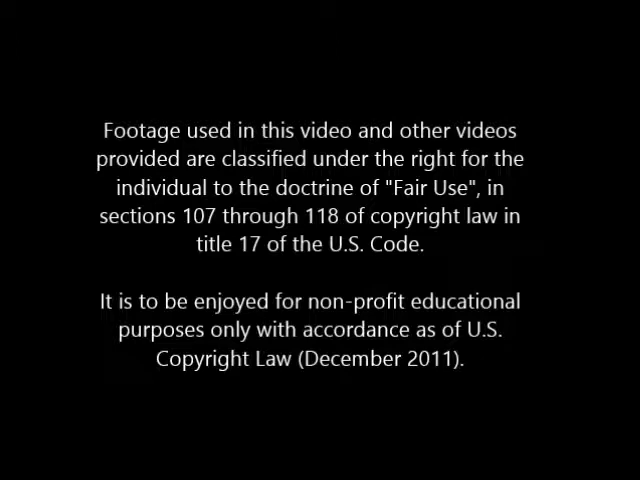 Footage used in this video and other videos
provided are classified under the right for the
individual to the doctrine of "Fair Use", in
sections 107 through 118 of copyright law in
title 17 of the U.S. Code.
It is to be enjoyed for non-profit educational
purposes only with accordance as of U.S.
Copyright Law (December 2011).